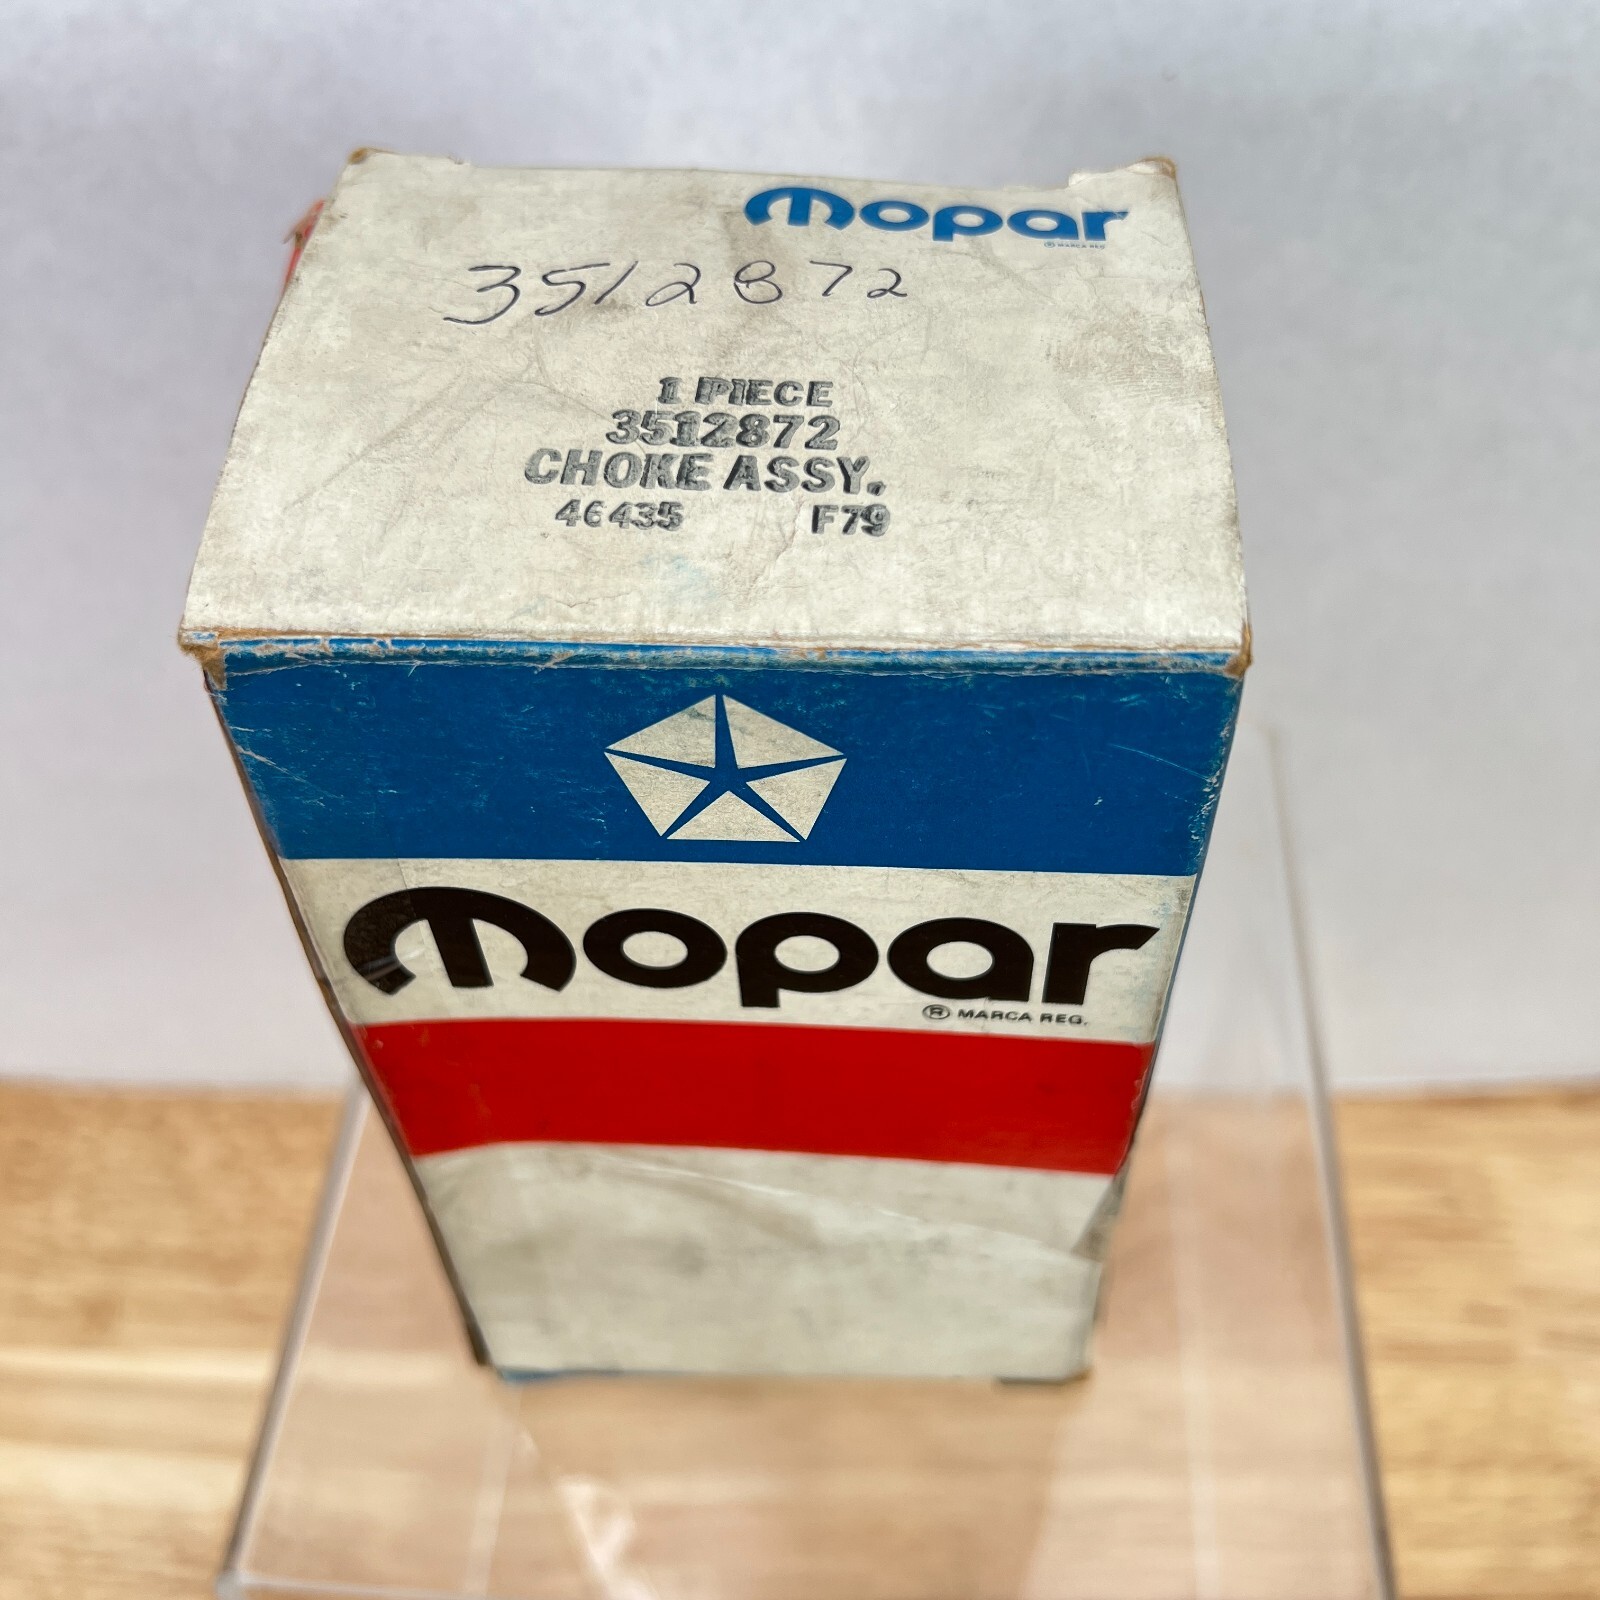 mopar
® MARCA REG.
3512872
1 PIECE
3512872
CHOKE ASSY.
46435 F79
mopar
® MARCA REG.